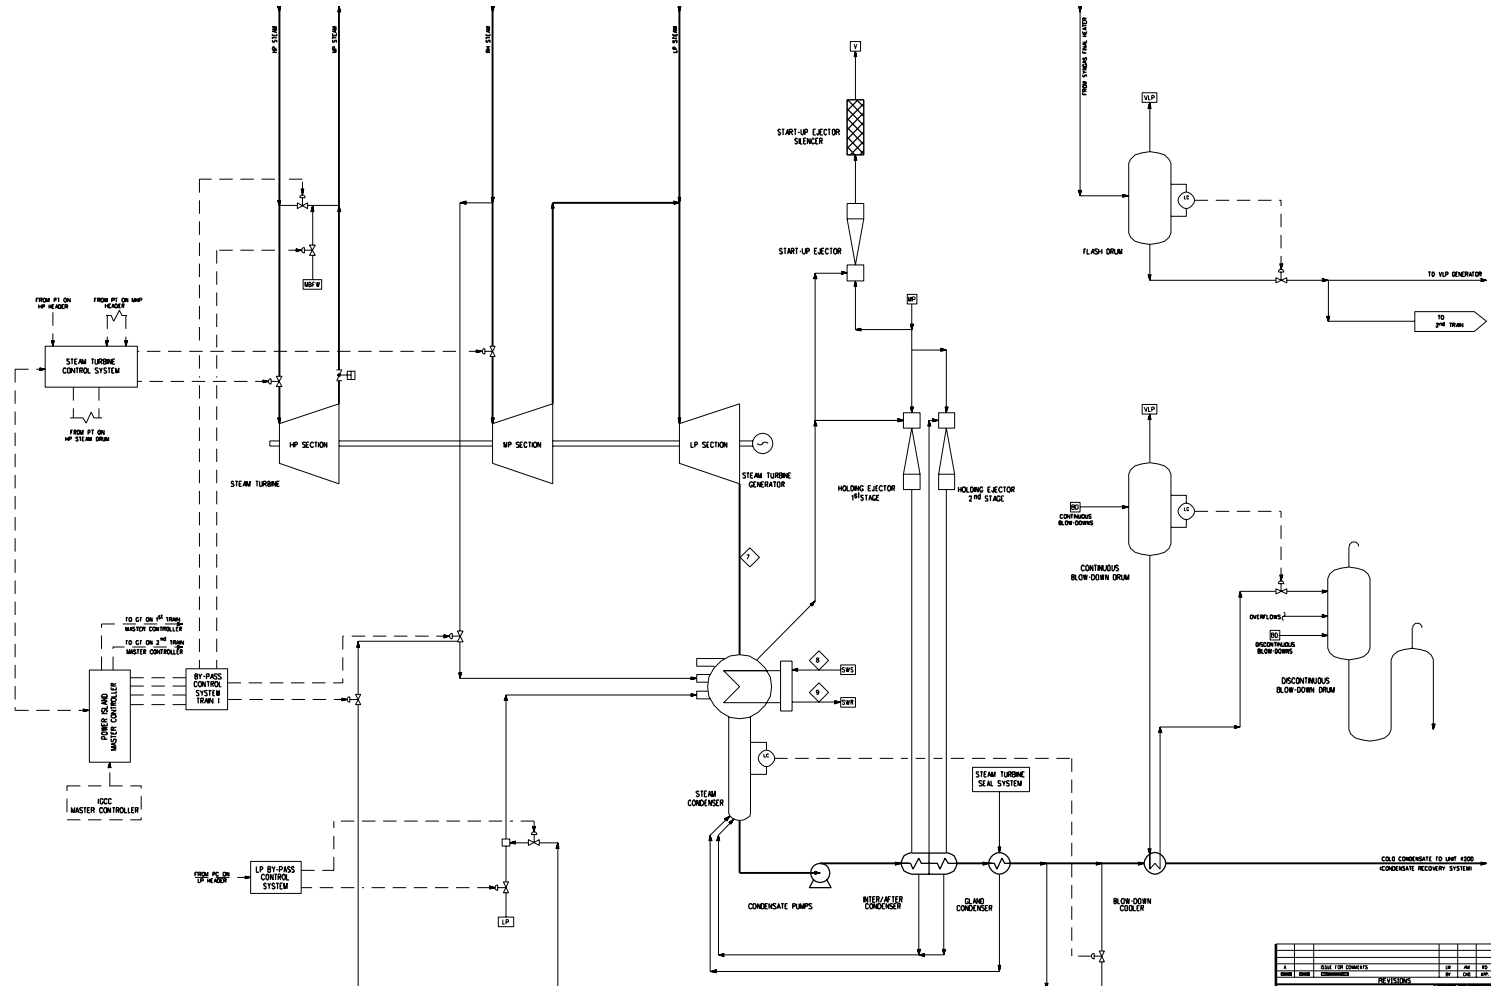 HP STEAM
MP STEAM
RH STEAM
LP STEAM
V
START-UP EJECTOR
SILENCER
START-UP EJECTOR
MP
FROM SYNGAS FINAL HEATER
VLP
LC
FLASH DRUM
TO VLP GENERATOR
TO
2nd TRAIN
MBFW
FROM PT ON
HP HEADER
FROM PT ON MHP
HEADER
STEAM TURBINE
CONTROL SYSTEM
FROM PT ON
HP STEAM DRUM
HP SECTION
MP SECTION
LP SECTION
STEAM TURBINE
STEAM TURBINE
GENERATOR
HOLDING EJECTOR
1st STAGE
HOLDING EJECTOR
2nd STAGE
VLP
LC
BD
CONTINUOUS
BLOW-DOWNS
CONTINUOUS
BLOW-DOWN DRUM
7
OVERFLOWS
BD
DISCONTINUOUS
BLOW-DOWNS
DISCONTINUOUS
BLOW-DOWN DRUM
TO GT ON 1st TRAIN
MASTER CONTROLLER
TO GT ON 2nd TRAIN
MASTER CONTROLLER
BY-PASS
CONTROL
SYSTEM
TRAIN 1
POWER ISLAND
MASTER CONTROLLER
IGCC
MASTER CONTROLLER
8
SWS
9
SWR
LC
STEAM
CONDENSER
STEAM TURBINE
SEAL SYSTEM
FROM PC ON
LP HEADER
LP BY-PASS
CONTROL
SYSTEM
LP
CONDENSATE PUMPS
INTER/AFTER
CONDENSER
GLAND
CONDENSER
BLOW-DOWN
COOLER
COLD CONDENSATE TO UNIT 4200
(CONDENSATE RECOVERY SYSTEM)
A ISSUE FOR COMMENTS
BY CHD APP.
REVISIONS